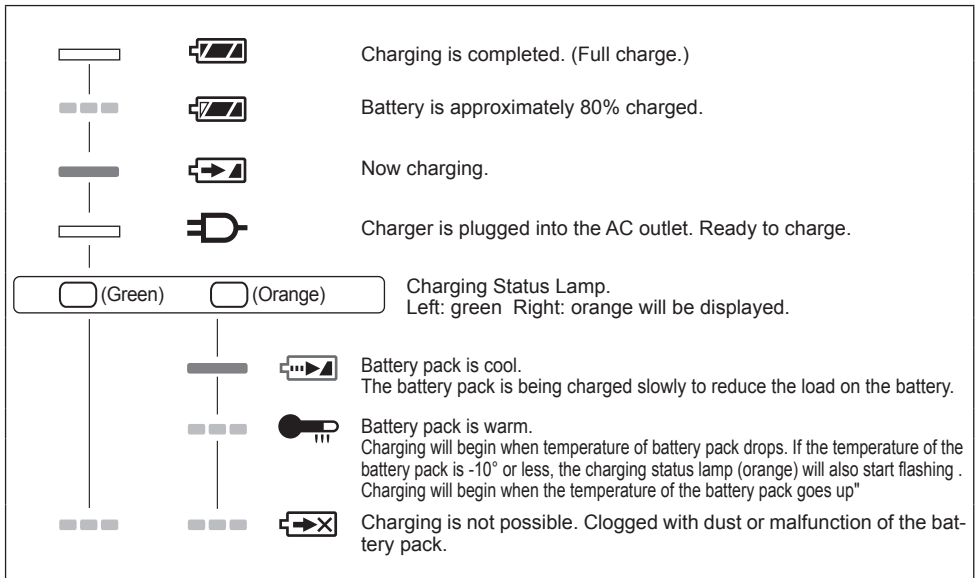 Charging is completed. (Full charge.)
Battery is approximately 80% charged.
Now charging.
Charger is plugged into the AC outlet. Ready to charge.
(Green) (Orange)
Charging Status Lamp.
Left: green Right: orange will be displayed.
Battery pack is cool.
The battery pack is being charged slowly to reduce the load on the battery.
Battery pack is warm.
Charging will begin when temperature of battery pack drops. If the temperature of the
battery pack is -10° or less, the charging status lamp (orange) will also start flashing .
Charging will begin when the temperature of the battery pack goes up"
Charging is not possible. Clogged with dust or malfunction of the bat-
tery pack.